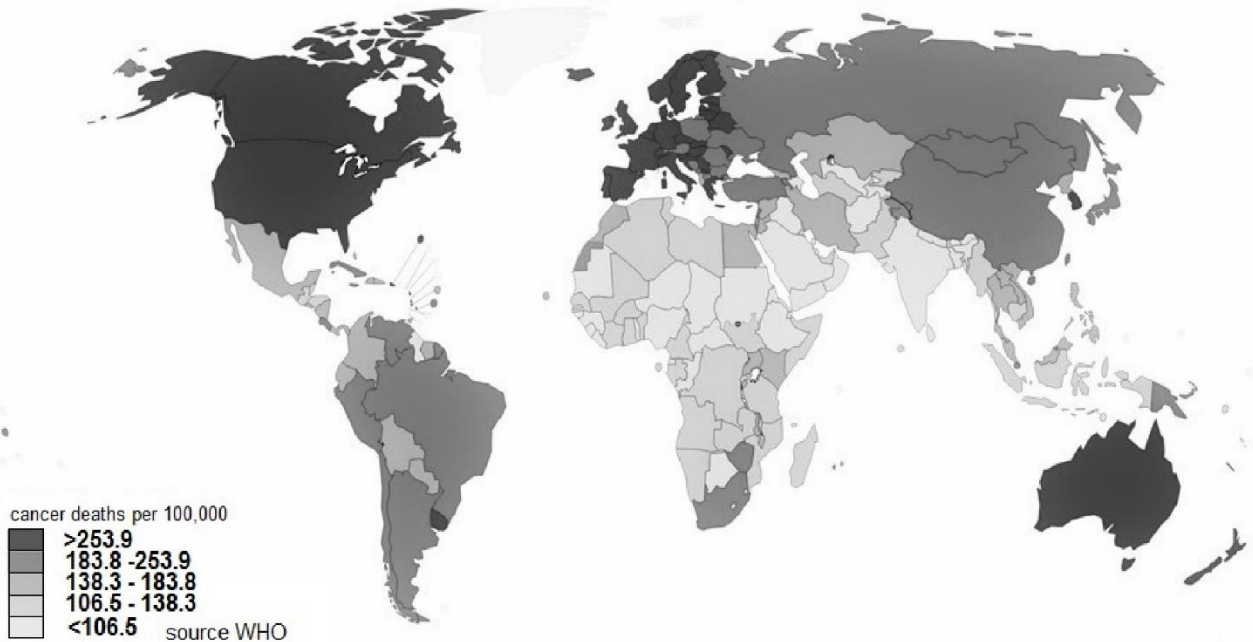 cancer deaths per 100,000
>253.9
183.8 -253.9
138.3 - 183.8
106.5 - 138.3
<106.5
source WHO